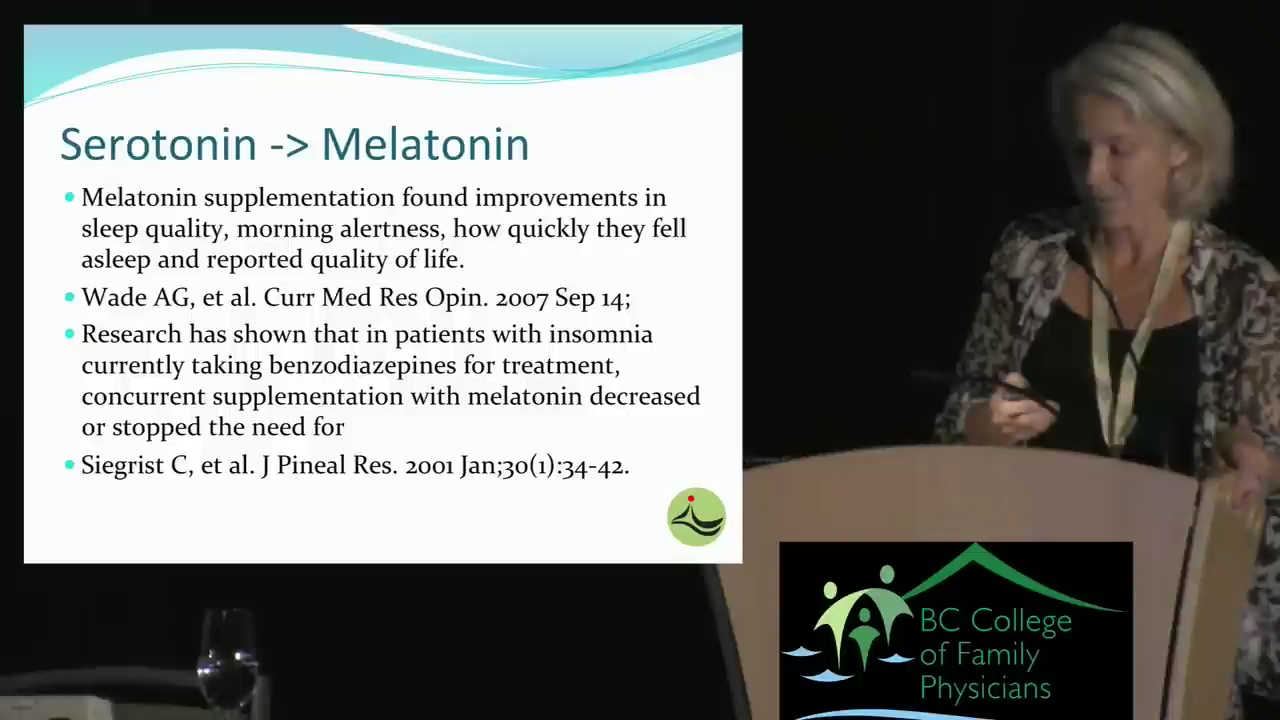 Serotonin -> Melatonin
Melatonin supplementation found improvements in
sleep quality, morning alertness, how quickly they fell
asleep and reported quality of life.
Wade AG, et al. Curr Med Res Opin. 2007 Sep 14;
Research has shown that in patients with insomnia
currently taking benzodiazepines for treatment,
concurrent supplementation with melatonin decreased
or stopped the need for
Siegrist C, et al. J Pineal Res. 2001 Jan;30(1):34-42.
BC College
of Family
Physicians